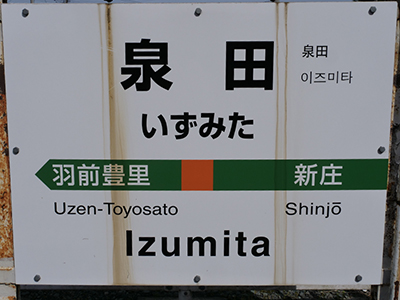 泉田
泉田
이즈미타
いずみた
羽前豊里 新庄
Uzen-Toyosato Shinjō
Izumita